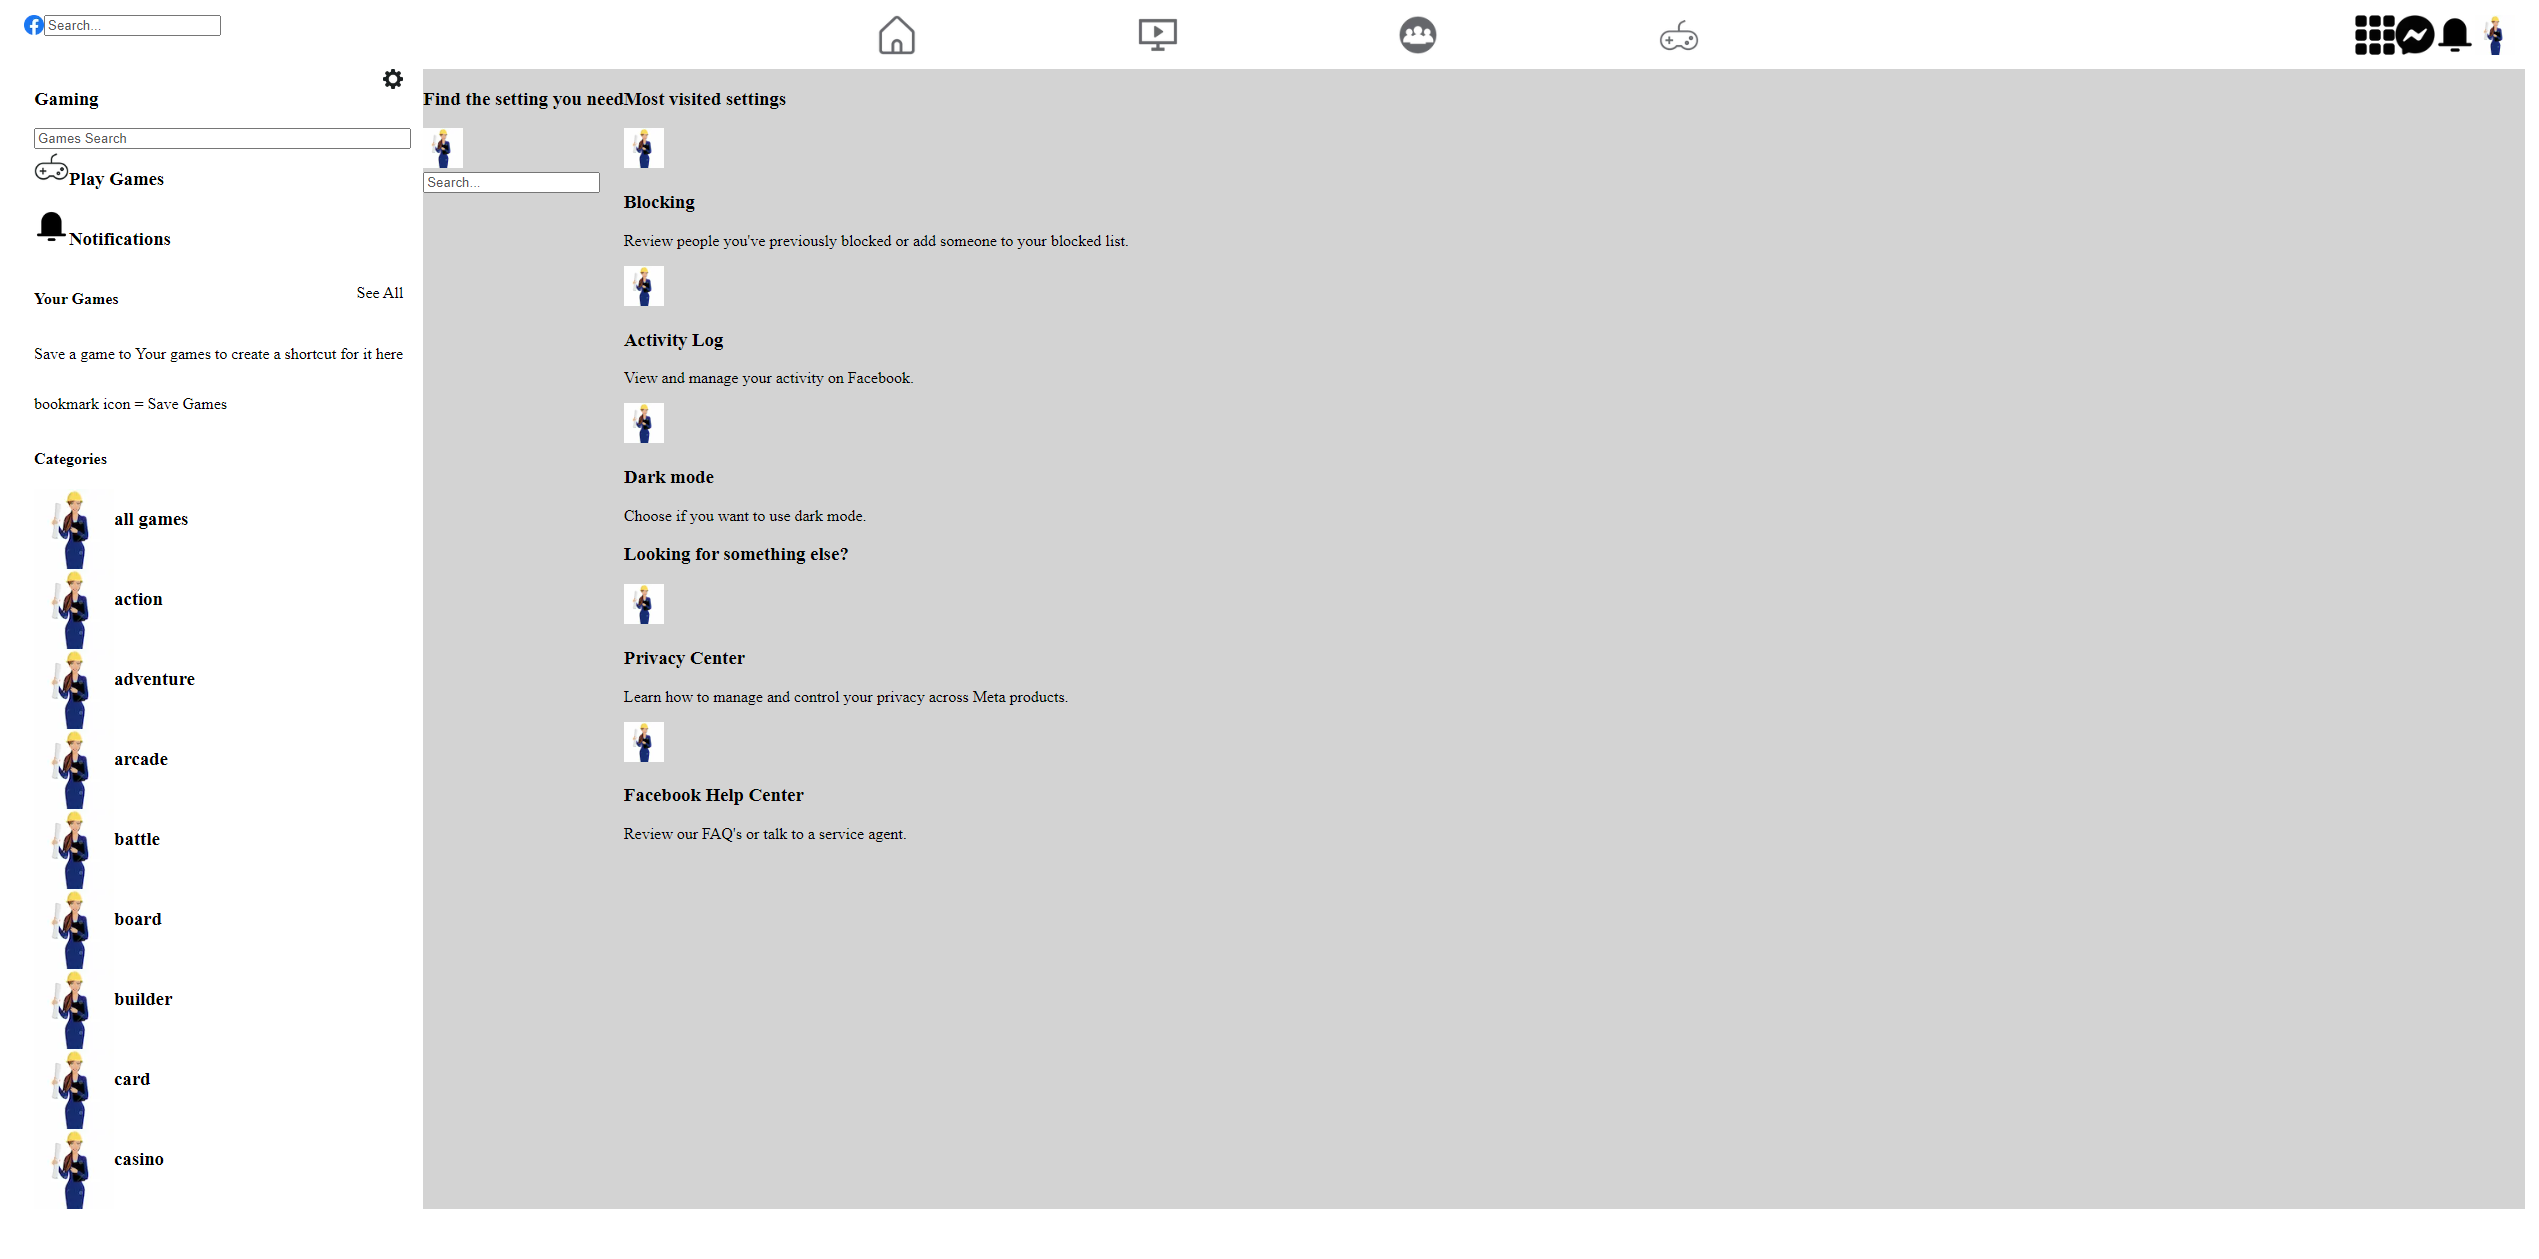 Search...
Gaming
Games Search
Play Games
Notifications
Your Games
See All
Save a game to Your games to create a shortcut for it here
bookmark icon = Save Games
Categories
all games
action
adventure
arcade
battle
board
builder
card
casino
Find the setting you need
Search...
Most visited settings
Blocking
Review people you've previously blocked or add someone to your blocked list.
Activity Log
View and manage your activity on Facebook.
Dark mode
Choose if you want to use dark mode.
Looking for something else?
Privacy Center
Learn how to manage and control your privacy across Meta products.
Facebook Help Center
Review our FAQ's or talk to a service agent.